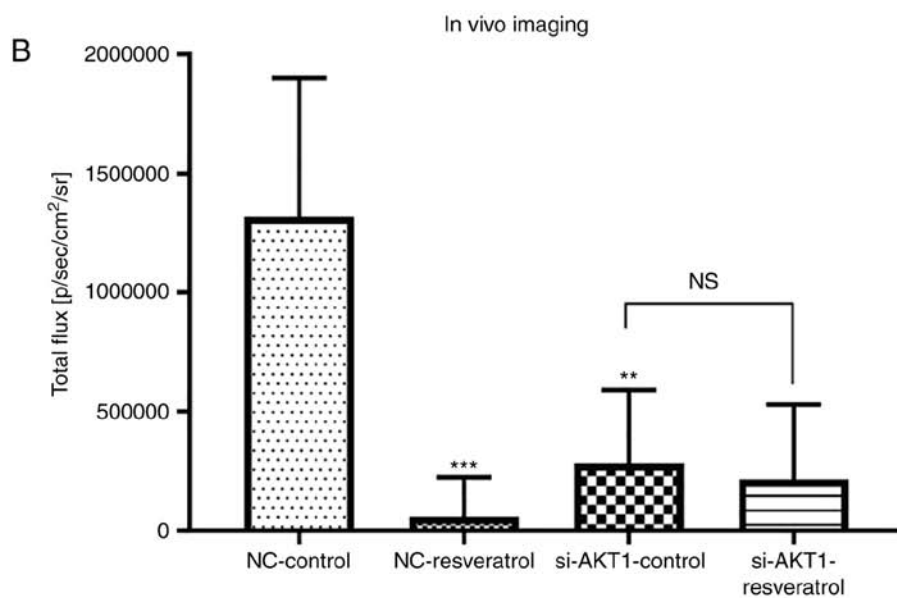 In vivo imaging
B
Total flux [p/sec/cm²/sr]
2000000
1500000
1000000
500000
0
NS
***
**
NC-control
NC-resveratrol
si-AKT1-control
si-AKT1-
resveratrol